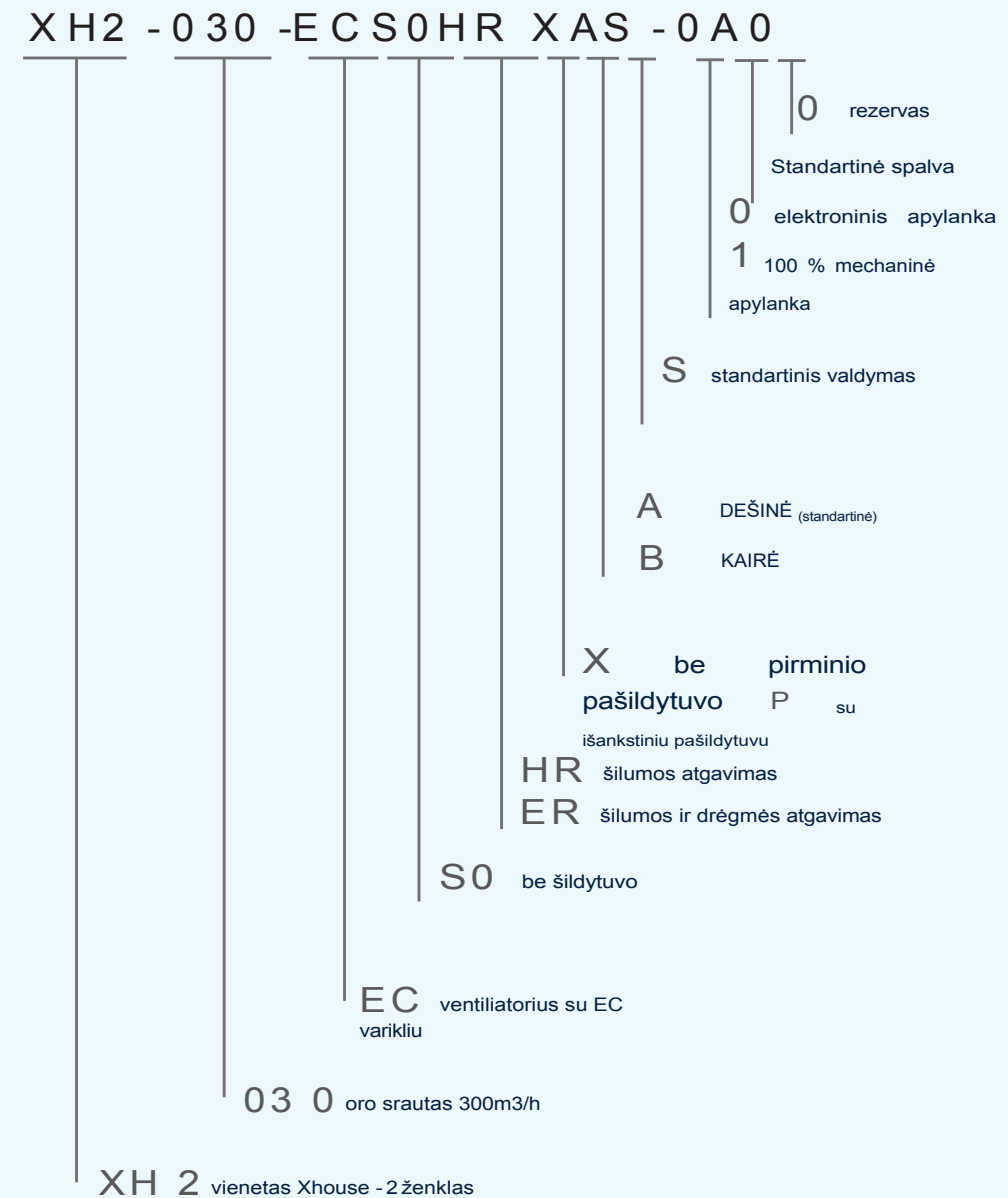 XH2 -030 -ECS0HR XAS -0A0
0 rezervas
Standartinė spalva
0 elektroninis apylanka
1 100 % mechaninė
apylanka
S standartinis valdymas
A DEŠINĖ (standartinė)
B KAIRĖ
X be pirminio
pašildytuvo P su
išankstiniu pašildytuvu
HR šilumos atgavimas
ER šilumos ir drėgmės atgavimas
S0 be šildytuvo
EC ventiliatorius su EC
varikliu
03 0 oro srautas 300m3/h
XH 2 vienetas Xhouse - 2 ženklas